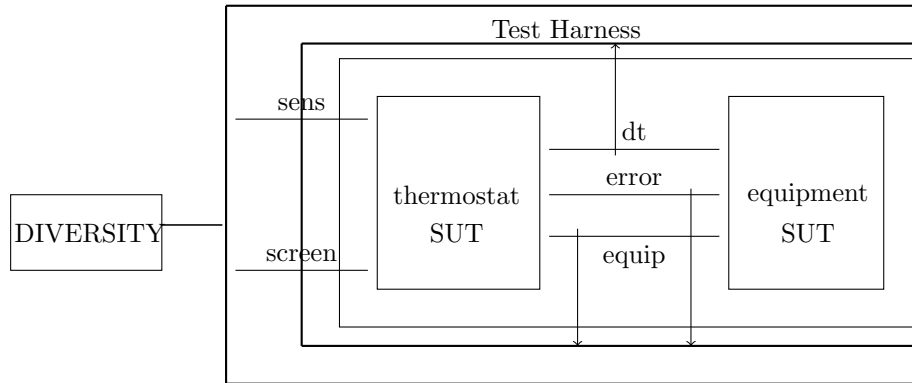 Test Harness
sens
dt
error
thermostat
SUT
equipment
SUT
DIVERSITY
screen
equip